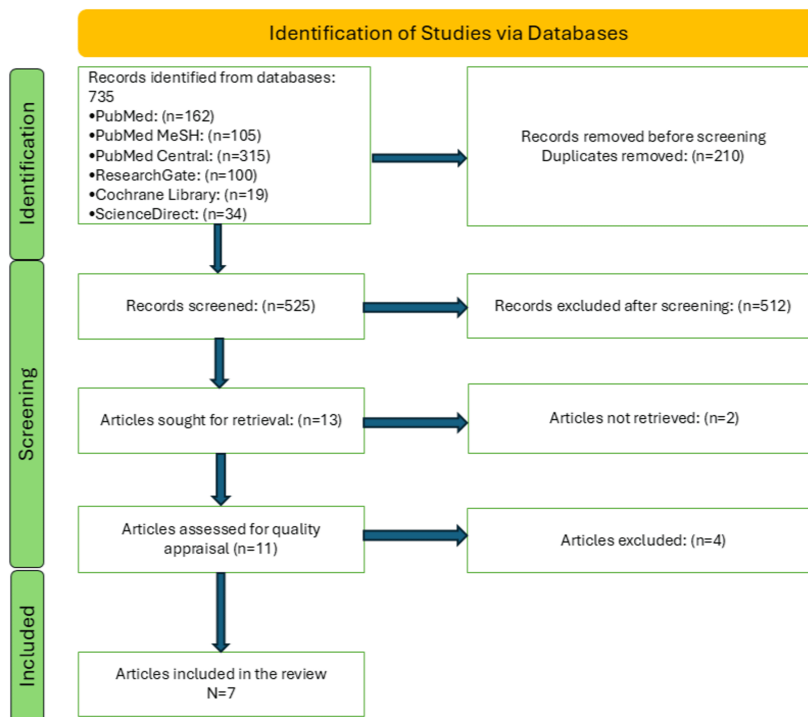 Identification of Studies via Databases
Identification
Records identified from databases:
735
•PubMed: (n=162)
•PubMed MeSH: (n=105)
•PubMed Central: (n=315)
•ResearchGate: (n=100)
•Cochrane Library: (n=19)
•ScienceDirect: (n=34)
Records removed before screening
Duplicates removed: (n=210)
Screening
Records screened: (n=525)
Records excluded after screening: (n=512)
Articles sought for retrieval: (n=13)
Articles not retrieved: (n=2)
Articles assessed for quality
appraisal (n=11)
Articles excluded: (n=4)
Included
Articles included in the review
N=7